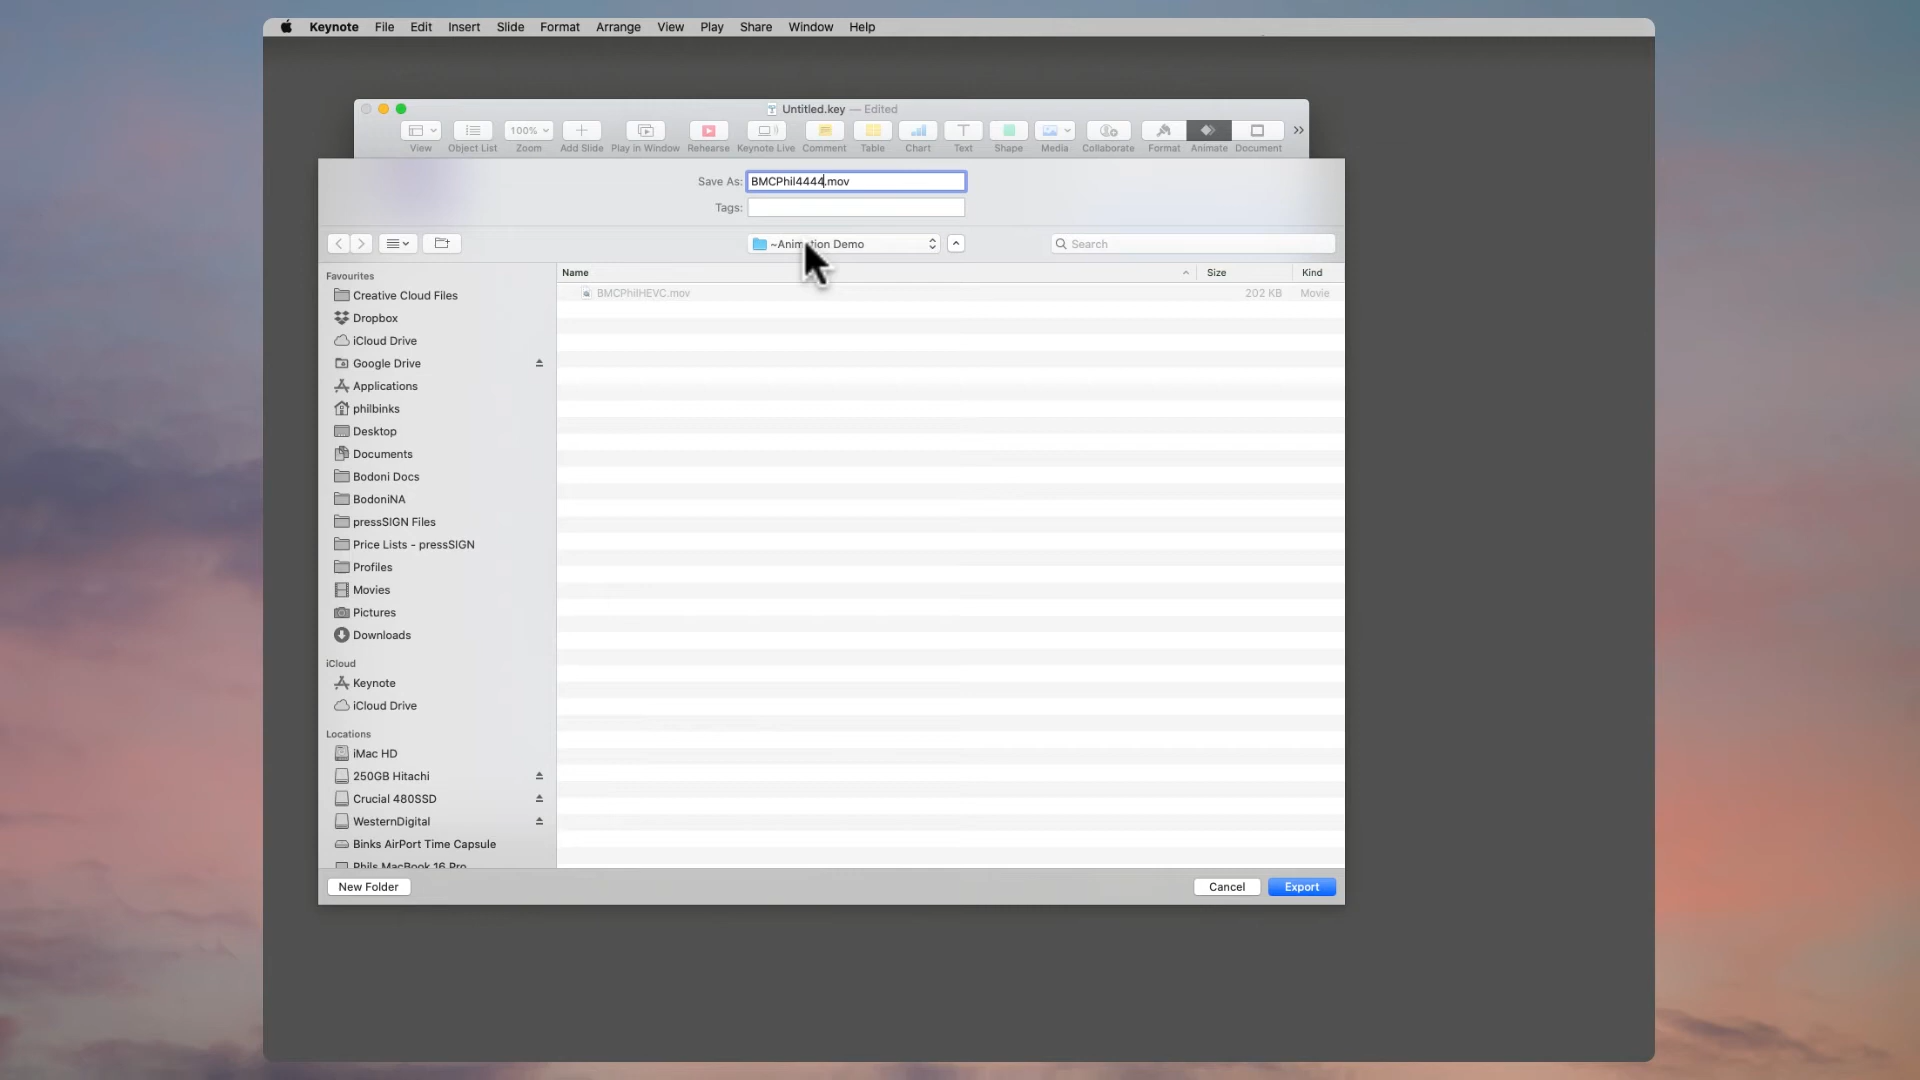 Keynote File Edit Insert Slide Format Arrange View Play Share Window Help
Untitled.key — Edited
100%
View Object List Zoom Add Slide Play in Window Rehearse Keynote Live Comment Table Chart Text Shape Media Collaborate Format Animate Document
Save As: BMCPhil4444.mov
Tags:
~Animation Demo
Search
Favourites
Creative Cloud Files
Dropbox
iCloud Drive
Google Drive
Applications
philbinks
Desktop
Documents
Bodoni Docs
BodoniNA
pressSIGN Files
Price Lists - pressSIGN
Profiles
Movies
Pictures
Downloads
iCloud
Keynote
iCloud Drive
Locations
iMac HD
250GB Hitachi
Crucial 480SSD
WesternDigital
Binks AirPort Time Capsule
Phils MacBook 16 Pro
Name Size Kind
BMCPhilHEVC.mov 202 KB Movie
New Folder Cancel Export